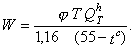 W = φ T Q_T^h / 1,16 (55−t^e) .